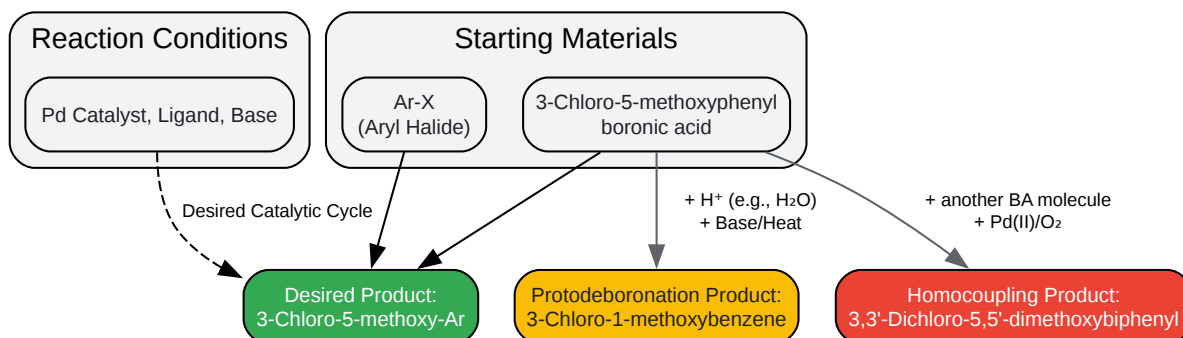 Reaction Conditions
Starting Materials
Pd Catalyst, Ligand, Base
Ar-X
(Aryl Halide)
3-Chloro-5-methoxyphenyl
boronic acid
Desired Catalytic Cycle
+ H⁺ (e.g., H₂O)
+ Base/Heat
+ another BA molecule
+ Pd(II)/O₂
Desired Product:
3-Chloro-5-methoxy-Ar
Protodeboronation Product:
3-Chloro-1-methoxybenzene
Homocoupling Product:
3,3'-Dichloro-5,5'-dimethoxybiphenyl